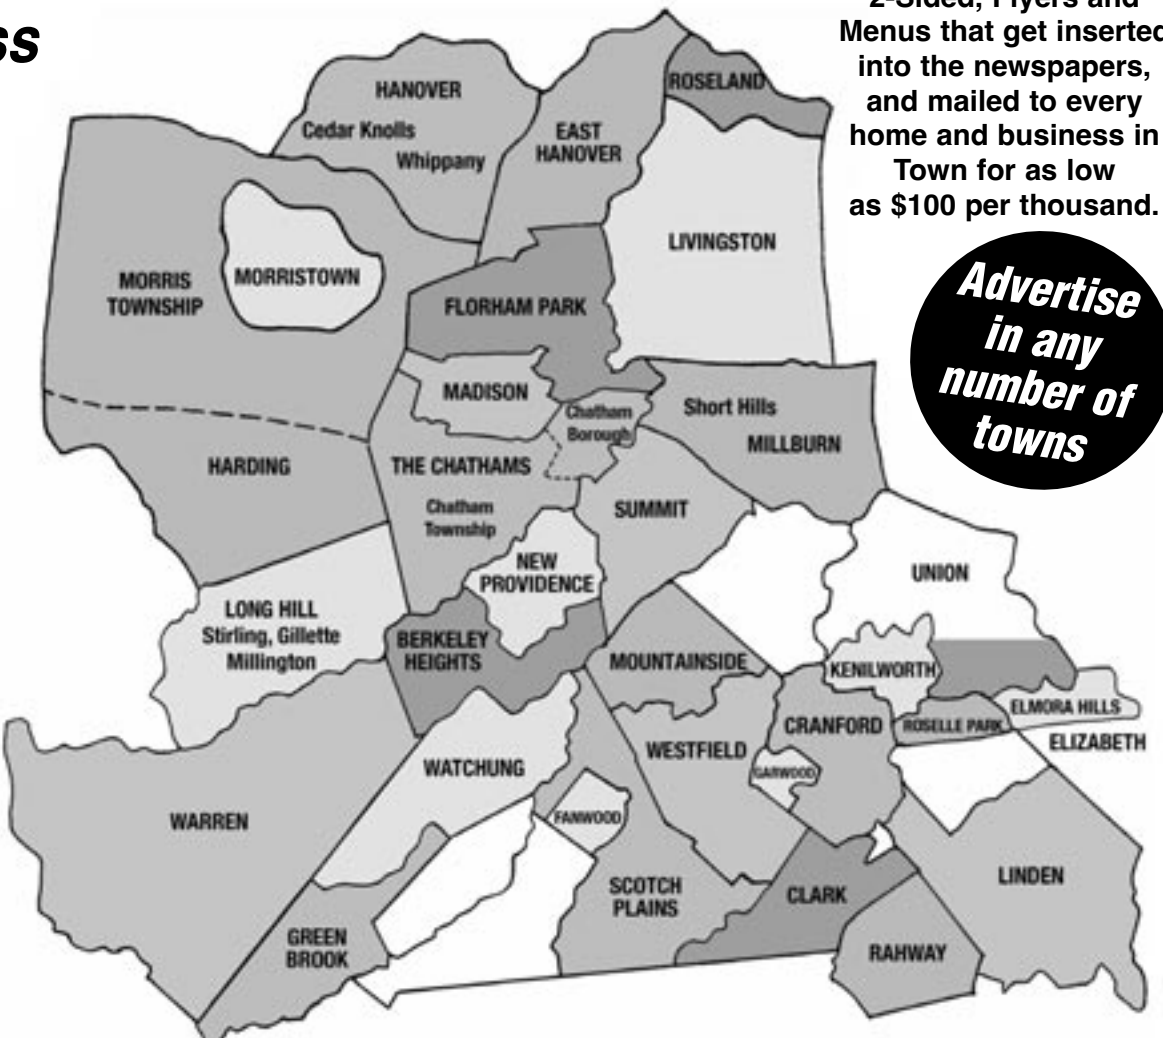 2-Sided, Flyers and
Menus that get inserted
into the newspapers,
and mailed to every
home and business in
Town for as low
as $100 per thousand.
Advertise
in any
number of
towns
HANOVER
Cedar Knolls
Whippany
EAST
HANOVER
ROSELAND
LIVINGSTON
MORRIS
TOWNSHIP
MORRISTOWN
FLORHAM PARK
MADISON
Chatham
Borough
Short Hills
MILLBURN
HARDING
THE CHATHAMS
Chatham
Township
SUMMIT
NEW
PROVIDENCE
UNION
LONG HILL
Stirling, Gillette
Millington
BERKELEY
HEIGHTS
MOUNTAINSIDE
KENILWORTH
ELMORA HILLS
ROSELLE PARK
CRANFORD
ELIZABETH
WESTFIELD
GARWOOD
WATCHUNG
WARREN
FANWOOD
SCOTCH
PLAINS
CLARK
LINDEN
GREEN
BROOK
RAHWAY